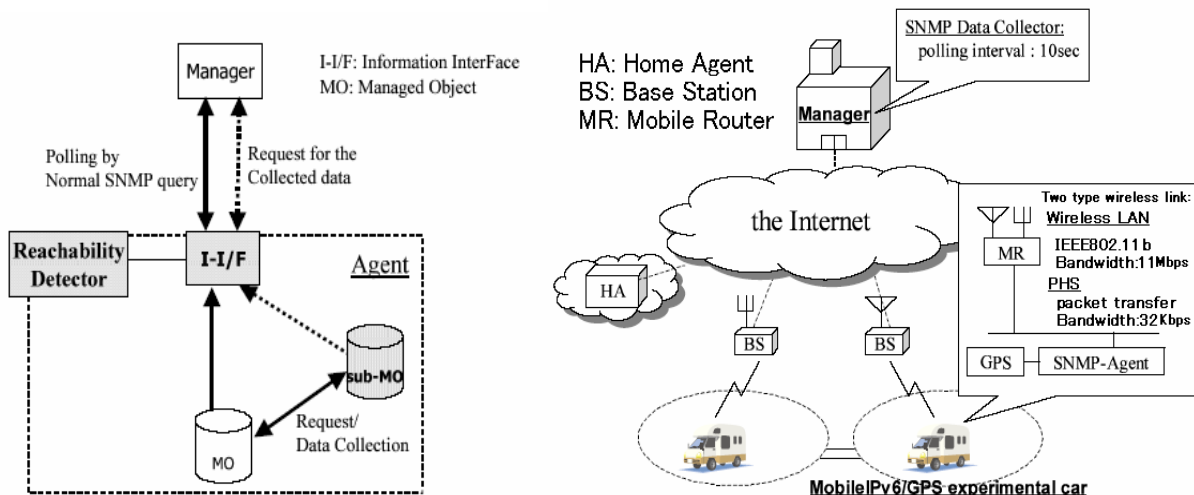 Manager
I-I/F: Information InterFace
MO: Managed Object
Polling by
Normal SNMP query
Request for the
Collected data
Reachability
Detector
I-I/F
Agent
sub-MO
Request/
Data Collection
MO
HA: Home Agent
BS: Base Station
MR: Mobile Router
SNMP Data Collector:
polling interval : 10sec
Manager
the Internet
HA
BS
BS
Two type wireless link:
Wireless LAN
MR
IEEE802.11b
Bandwidth:11Mbps
PHS
packet transfer
Bandwidth:32Kbps
GPS
SNMP-Agent
MobileIPv6/GPS experimental car